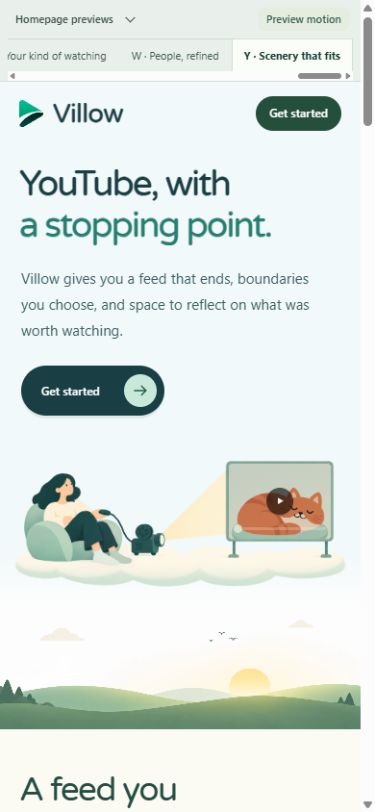 Homepage previews
Preview motion
Your kind of watching
W · People, refined
Y · Scenery that fits
Villow
Get started
YouTube, with
a stopping point.
Villow gives you a feed that ends, boundaries
you choose, and space to reflect on what was
worth watching.
Get started
A feed you